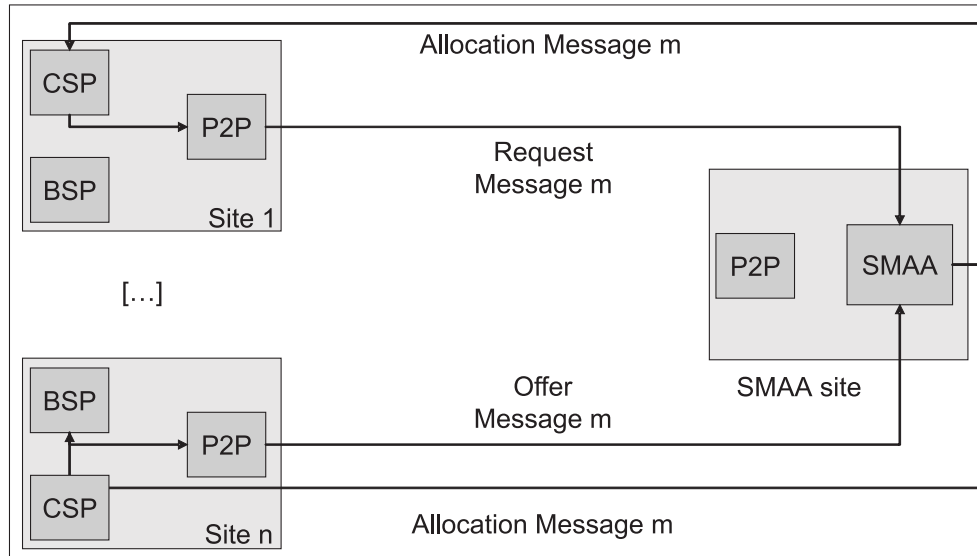 Allocation Message m
CSP
P2P
Request
Message m
BSP
Site 1
P2P
SMAA
[...]
SMAA site
BSP
Offer
Message m
P2P
CSP
Site n
Allocation Message m